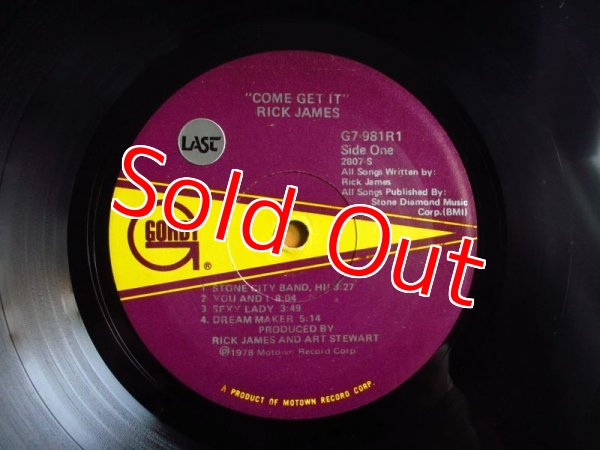 "COME GET IT"
RICK JAMES
LAST
G7-981R1
Side One
2807-S
All Songs Written by:
Rick James
All Songs Published By:
Stone Diamond Music
Corp.(BMI)
Sold Out
GORDY
G
®
1. STONE CITY BAND, HI! 3:27
2. YOU AND I 8:04
3. SEXY LADY 3:49
4. DREAM MAKER 5:14
PRODUCED BY
RICK JAMES AND ART STEWART
℗1978 Motown Record Corp.
A PRODUCT OF MOTOWN RECORD CORP.